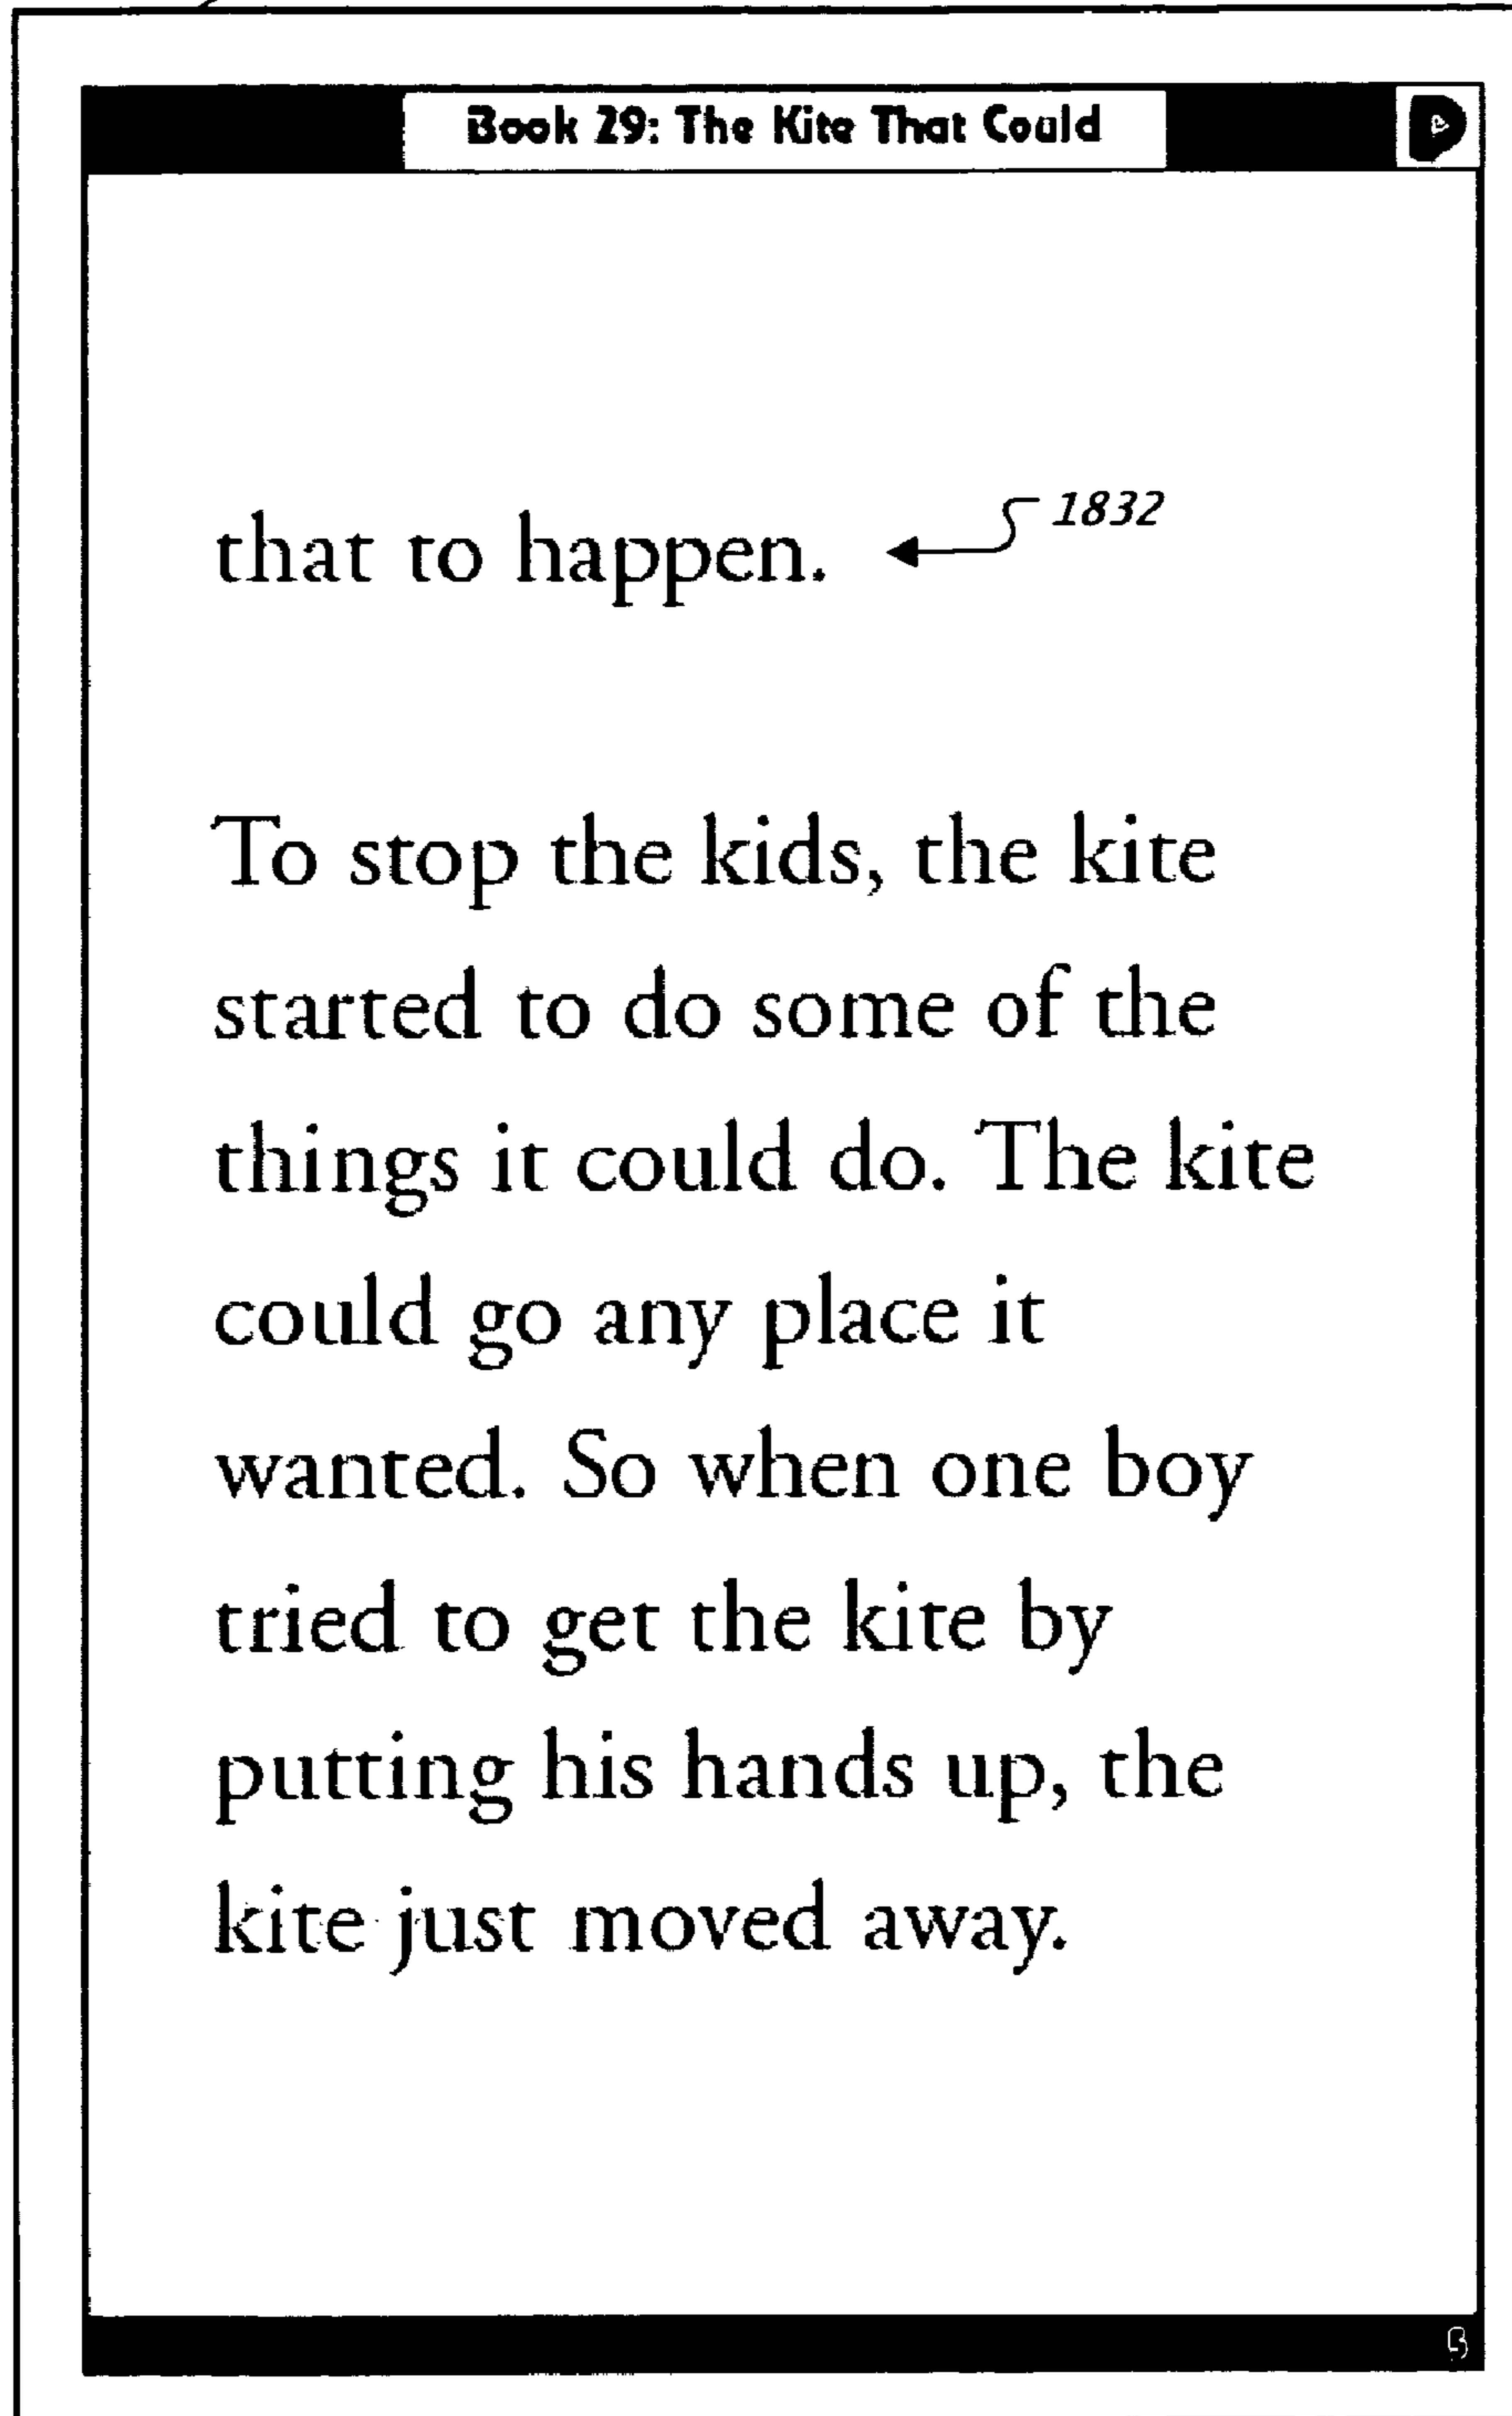 Book 29: The Kite That Could
1832
that to happen.
To stop the kids, the kite
started to do some of the
things it could do. The kite
could go any place it
wanted. So when one boy
tried to get the kite by
putting his hands up, the
kite just moved away.